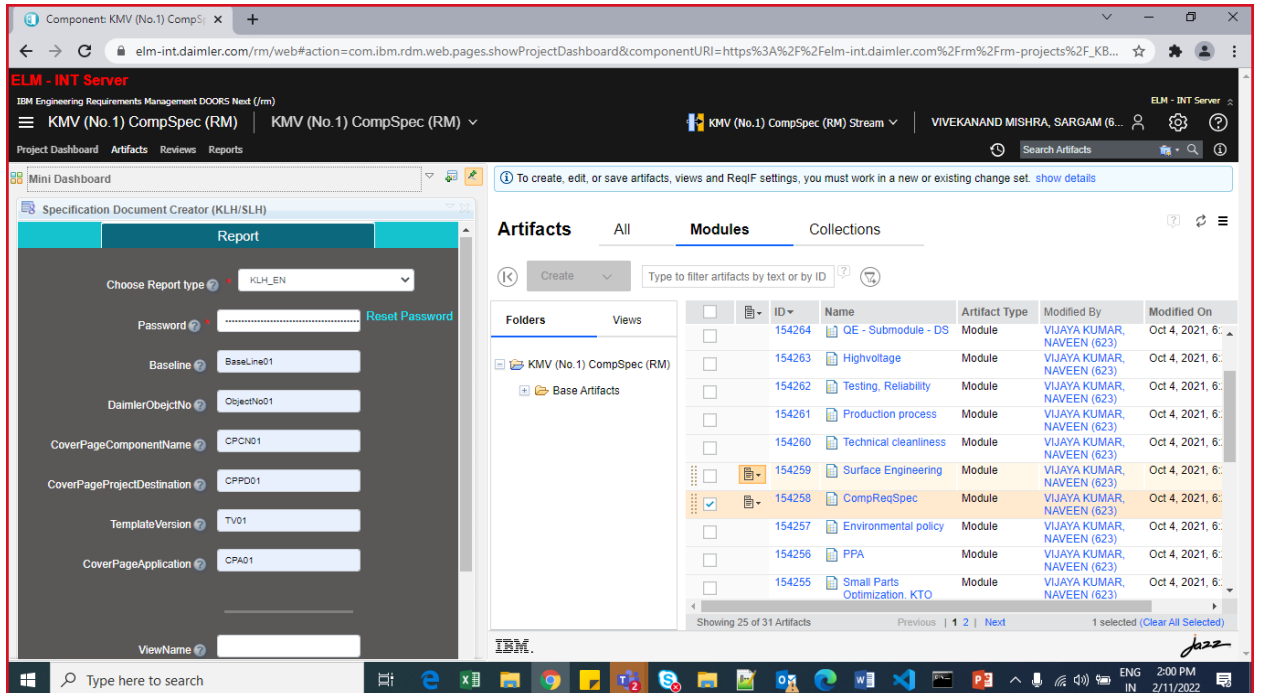 Component: KMV (No.1) CompSp
elm-int.daimler.com/rm/web#action=com.ibm.rdm.web.pages.showProjectDashboard&componentURI=https%3A%2F%2Felm-int.daimler.com%2Frm%2Frm-projects%2F_KB...
ELM - INT Server
IBM Engineering Requirements Management DOORS Next (/rm)
ELM - INT Server
KMV (No.1) CompSpec (RM) KMV (No.1) CompSpec (RM)
KMV (No.1) CompSpec (RM) Stream
VIVEKANAND MISHRA, SARGAM (6...
Project Dashboard Artifacts Reviews Reports
Search Artifacts
Mini Dashboard
To create, edit, or save artifacts, views and ReqIF settings, you must work in a new or existing change set. show details
Specification Document Creator (KLH/SLH)
Report
Choose Report type ? * KLH_EN
Password ? * Reset Password
Baseline ? BaseLine01
DaimlerObejctNo ? ObjectNo01
CoverPageComponentName ? CPCN01
CoverPageProjectDestination ? CPPD01
TemplateVersion ? TV01
CoverPageApplication ? CPA01
ViewName ?
Artifacts All Modules Collections
Create
Type to filter artifacts by text or by ID
Folders Views
KMV (No.1) CompSpec (RM)
Base Artifacts
ID Name Artifact Type Modified By Modified On
154264 QE - Submodule - DS Module VIJAYA KUMAR, Oct 4, 2021, 6:
NAVEEN (623)
154263 Highvoltage Module VIJAYA KUMAR, Oct 4, 2021, 6:
NAVEEN (623)
154262 Testing, Reliability Module VIJAYA KUMAR, Oct 4, 2021, 6:
NAVEEN (623)
154261 Production process Module VIJAYA KUMAR, Oct 4, 2021, 6:
NAVEEN (623)
154260 Technical cleanliness Module VIJAYA KUMAR, Oct 4, 2021, 6:
NAVEEN (623)
154259 Surface Engineering Module VIJAYA KUMAR, Oct 4, 2021, 6:
NAVEEN (623)
154258 CompReqSpec Module VIJAYA KUMAR, Oct 4, 2021, 6:
NAVEEN (623)
154257 Environmental policy Module VIJAYA KUMAR, Oct 4, 2021, 6:
NAVEEN (623)
154256 PPA Module VIJAYA KUMAR, Oct 4, 2021, 6:
NAVEEN (623)
154255 Small Parts Module VIJAYA KUMAR, Oct 4, 2021, 6:
Optimization. KTO NAVEEN (623)
Showing 25 of 31 Artifacts Previous | 1 2 | Next 1 selected (Clear All Selected)
IBM.
jazz
Type here to search
ENG 2:00 PM
IN 2/11/2022